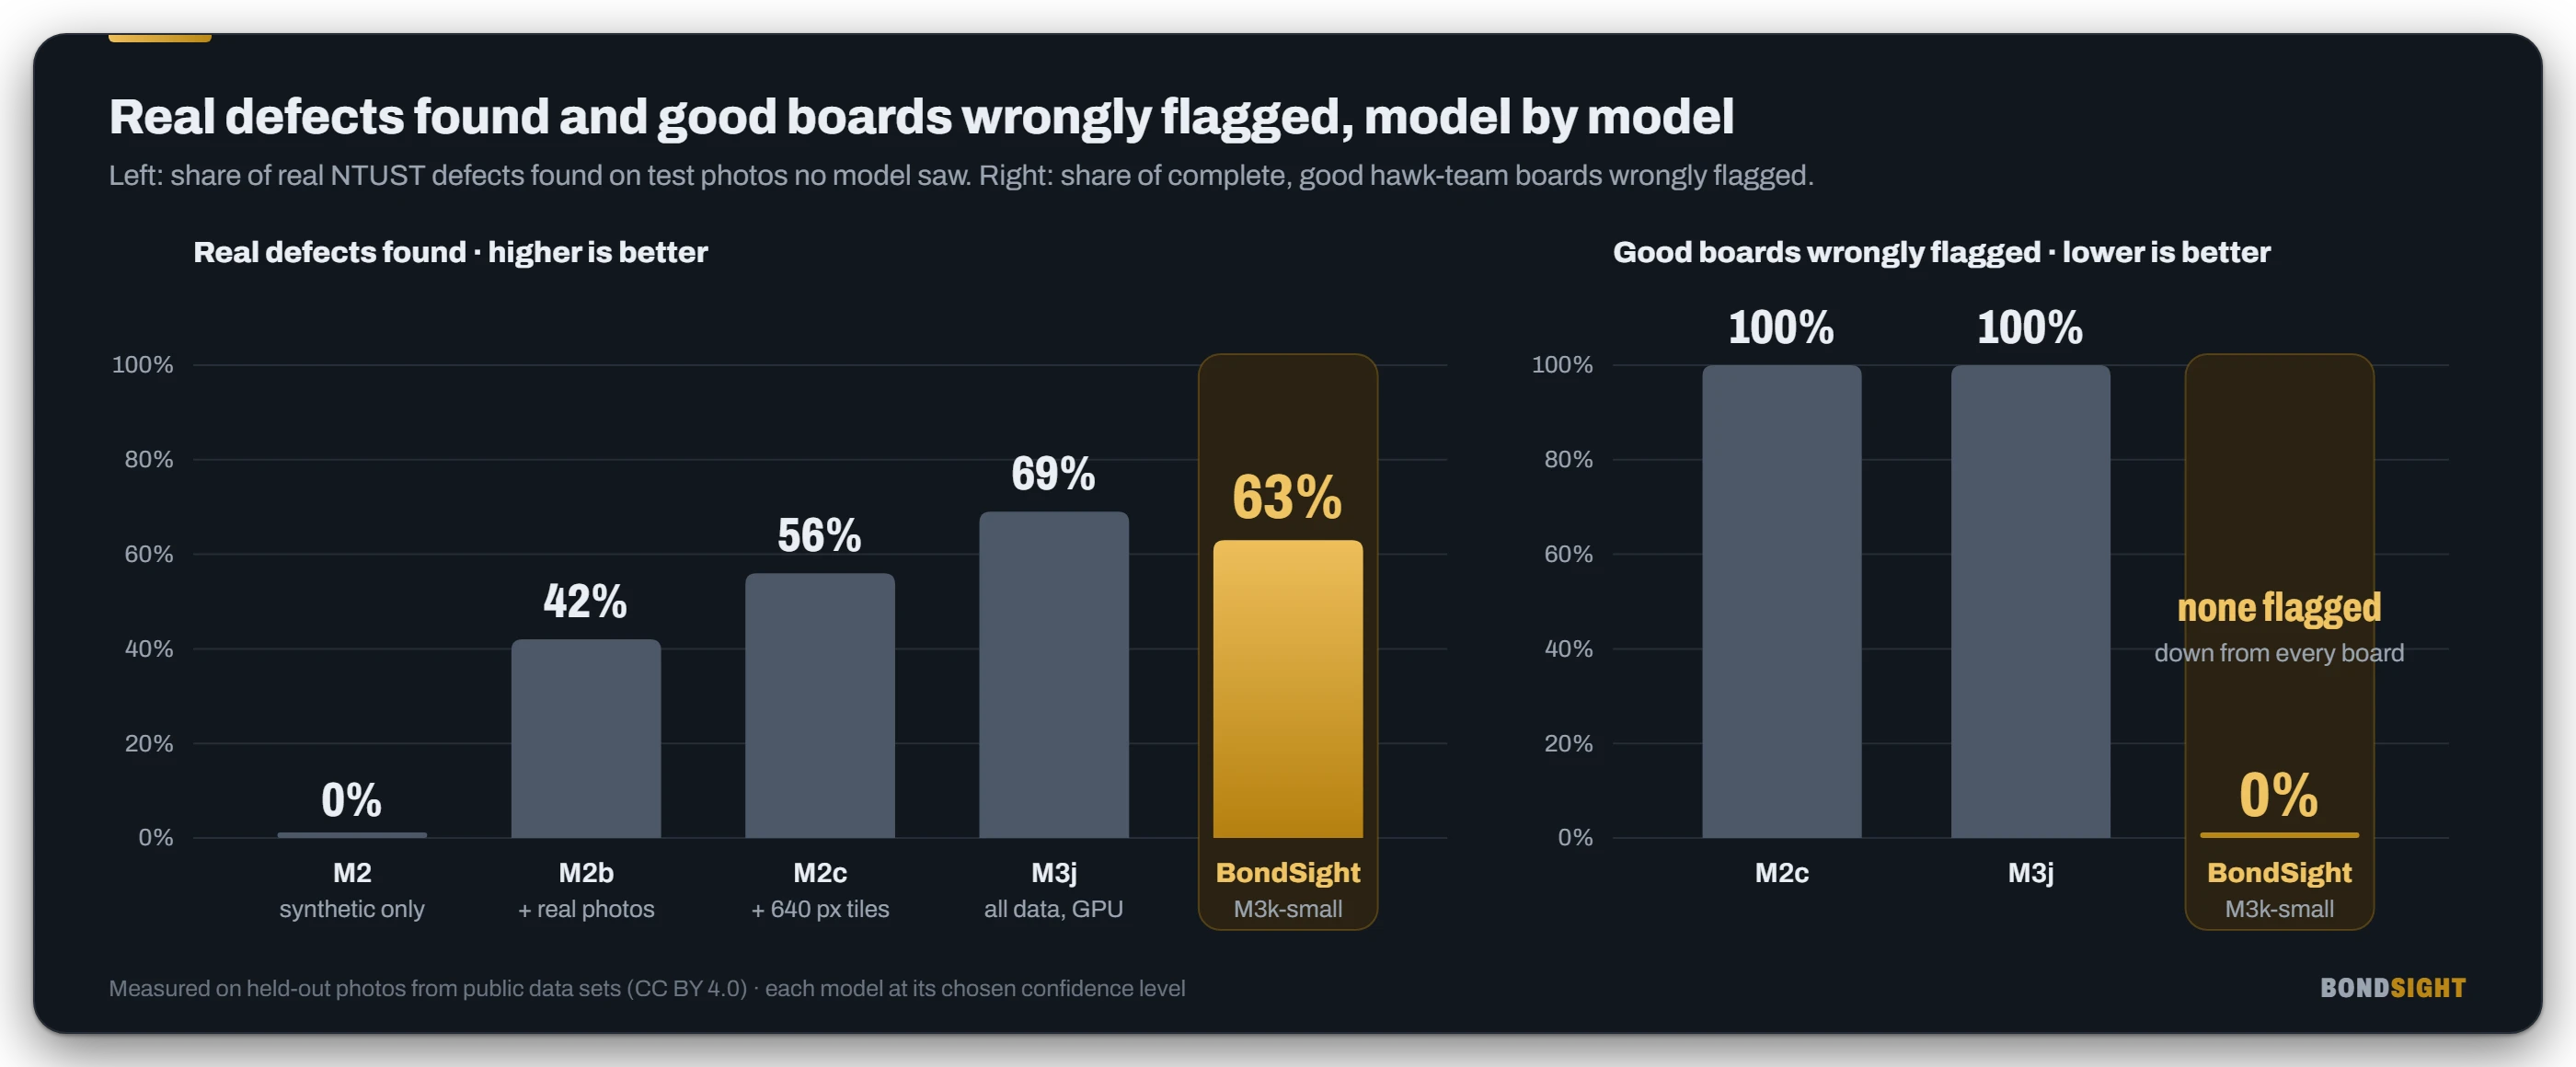 Real defects found and good boards wrongly flagged, model by model
Left: share of real NTUST defects found on test photos no model saw. Right: share of complete, good hawk-team boards wrongly flagged.
Real defects found · higher is better
100%
80%
60%
40%
20%
0%
0%
42%
56%
69%
63%
M2
synthetic only
M2b
+ real photos
M2c
+ 640 px tiles
M3j
all data, GPU
BondSight
M3k-small
Good boards wrongly flagged · lower is better
100%
80%
60%
40%
20%
0%
100%
100%
none flagged
down from every board
0%
M2c
M3j
BondSight
M3k-small
Measured on held-out photos from public data sets (CC BY 4.0) · each model at its chosen confidence level
BONDSIGHT